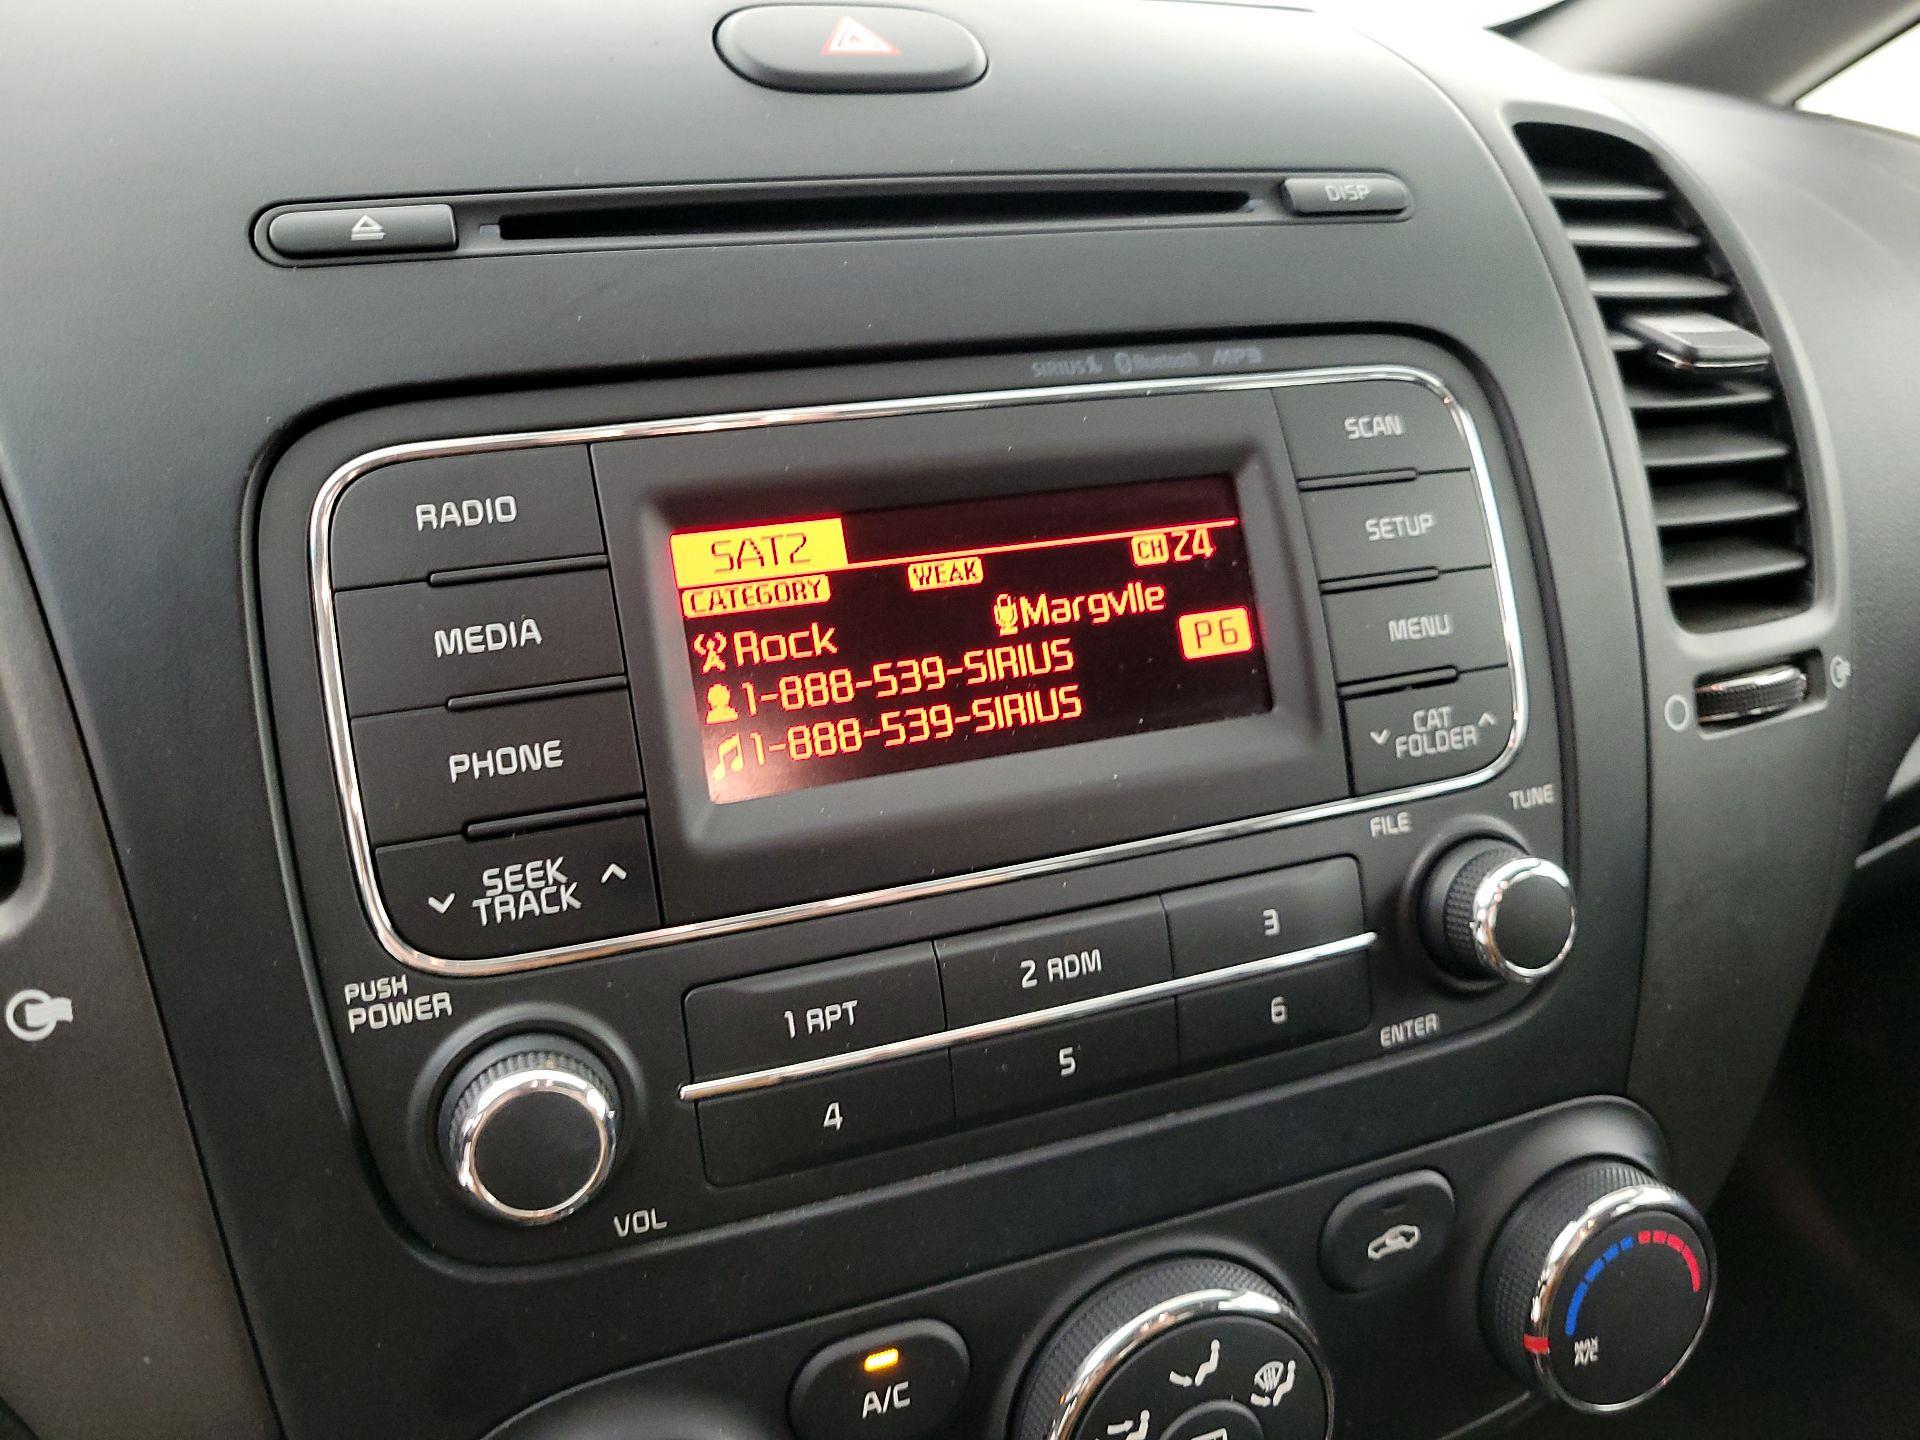 DISP
SIRIUS Bluetooth MP3
RADIO
MEDIA
PHONE
SEEK
TRACK
SAT2
CATEGORY
WEAK
CH 24
Rock
Margvlle
1-888-539-SIRIUS
P6
1-888-539-SIRIUS
SCAN
SETUP
MENU
CAT
FOLDER
PUSH
POWER
VOL
1 RPT
2 RDM
3
4
5
6
FILE
TUNE
ENTER
A/C
MAX
A/C